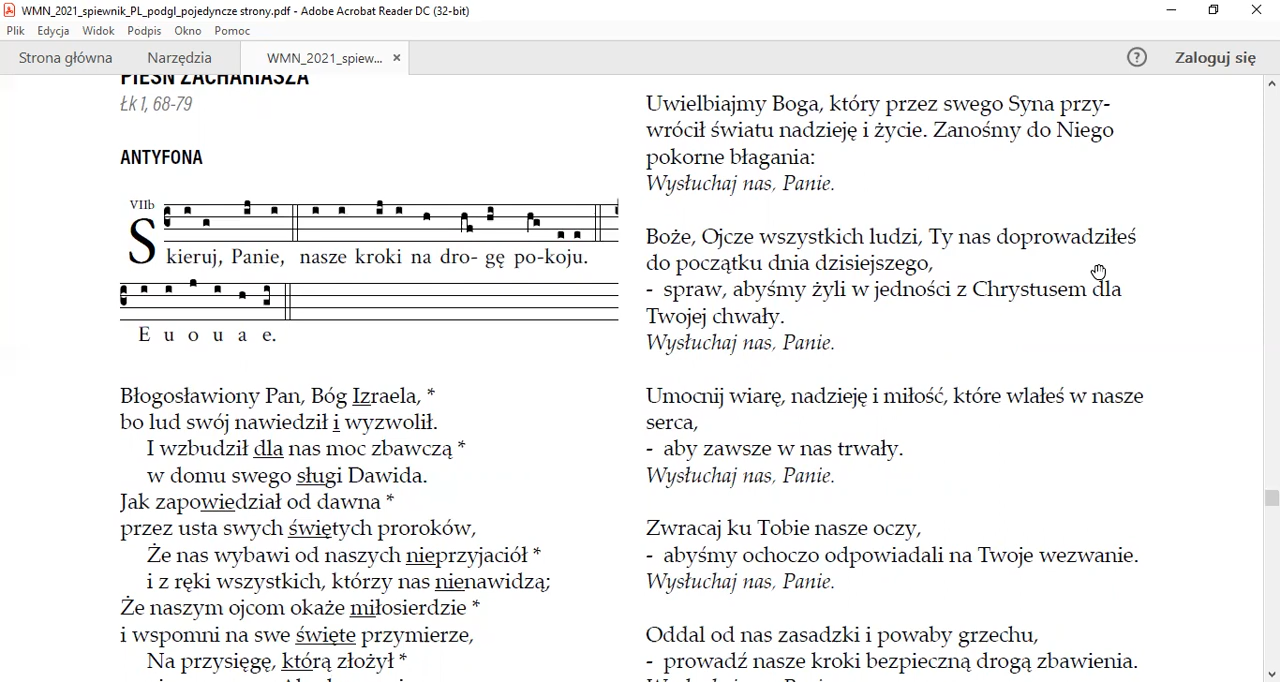 WMN_2021_spiewnik_PL_podgl_pojedyncze strony.pdf - Adobe Acrobat Reader DC (32-bit)
Plik Edycja Widok Podpis Okno Pomoc
Strona główna Narzędzia WMN_2021_spiew... × ? Zaloguj się
PIEŚŃ ZACHARIASZA
Łk 1, 68-79
ANTYFONA
VIIb
Skieruj, Panie, nasze kroki na dro- gę po-koju.
E u o u a e.
Błogosławiony Pan, Bóg Izraela, *
bo lud swój nawiedził i wyzwolił.
I wzbudził dla nas moc zbawczą *
w domu swego sługi Dawida.
Jak zapowiedział od dawna *
przez usta swych świętych proroków,
Że nas wybawi od naszych nieprzyjaciół *
i z ręki wszystkich, którzy nas nienawidzą;
Że naszym ojcom okaże miłosierdzie *
i wspomni na swe święte przymierze,
Na przysięgę, którą złożył *
Uwielbiajmy Boga, który przez swego Syna przy-
wrócił światu nadzieję i życie. Zanośmy do Niego
pokorne błagania:
Wysłuchaj nas, Panie.
Boże, Ojcze wszystkich ludzi, Ty nas doprowadziłeś
do początku dnia dzisiejszego,
- spraw, abyśmy żyli w jedności z Chrystusem dla
Twojej chwały.
Wysłuchaj nas, Panie.
Umocnij wiarę, nadzieję i miłość, które wlałeś w nasze
serca,
- aby zawsze w nas trwały.
Wysłuchaj nas, Panie.
Zwracaj ku Tobie nasze oczy,
- abyśmy ochoczo odpowiadali na Twoje wezwanie.
Wysłuchaj nas, Panie.
Oddal od nas zasadzki i powaby grzechu,
- prowadź nasze kroki bezpieczną drogą zbawienia.